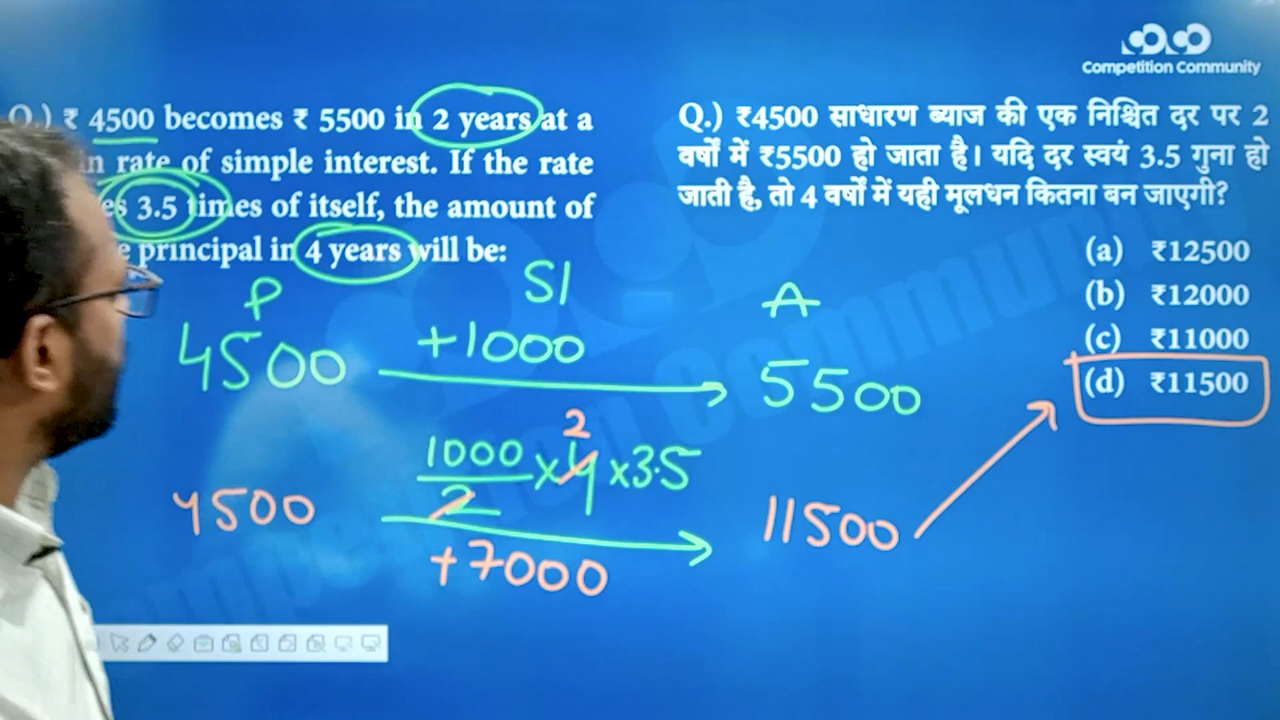 Competition Community
Q.) ₹ 4500 becomes ₹ 5500 in 2 years at a
in rate of simple interest. If the rate
3.5 times of itself, the amount of
principal in 4 years will be:
Q.) ₹4500 साधारण ब्याज की एक निश्चित दर पर 2
वर्षों में ₹5500 हो जाता है। यदि दर स्वयं 3.5 गुना हो
जाती है, तो 4 वर्षों में यही मूलधन कितना बन जाएगी?
(a) ₹12500
(b) ₹12000
(c) ₹11000
(d) ₹11500
P SI A
4500 +1000 5500
1000/2 x 4 x 3.5
2
4500 +7000 11500